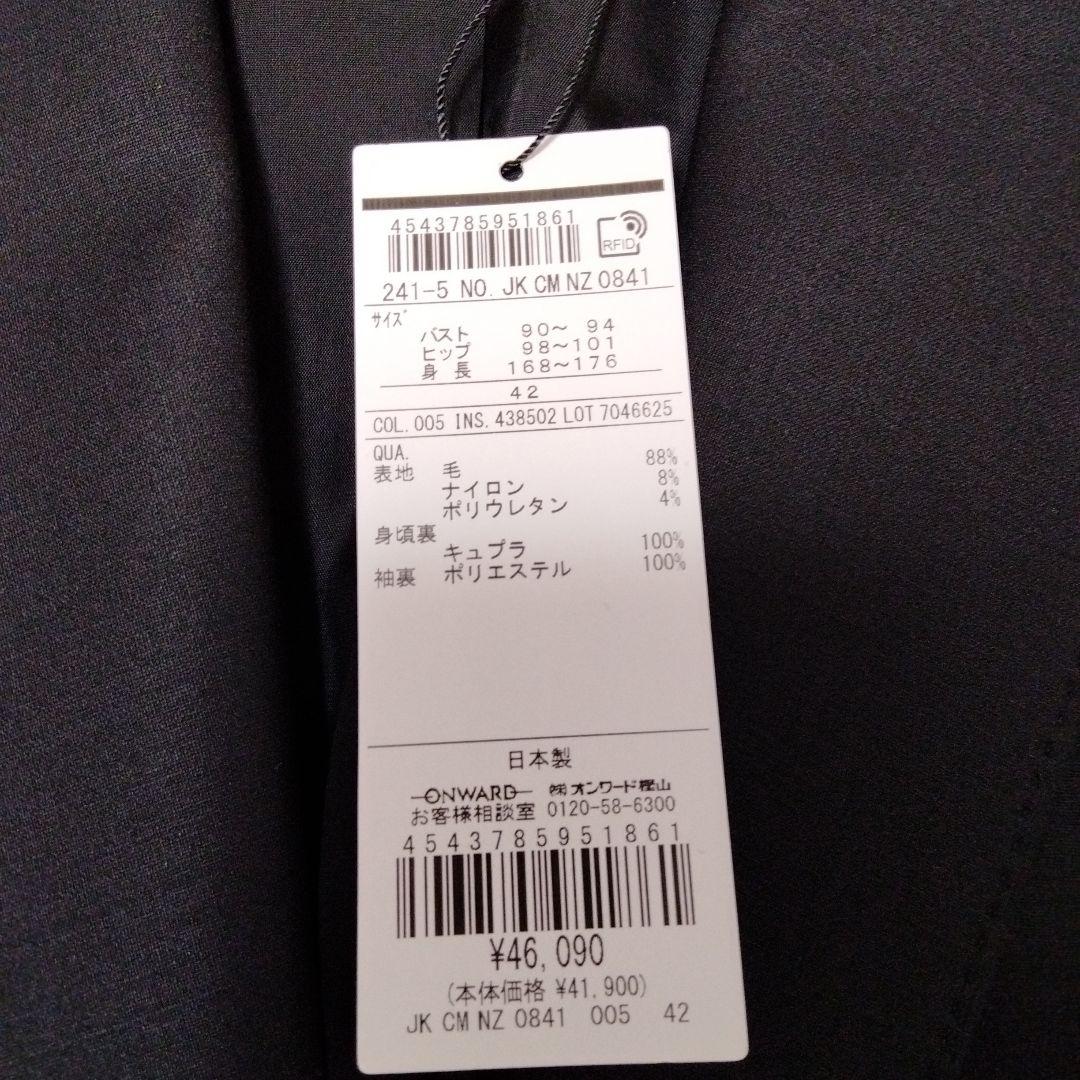 4543785951861
RFID
241-5 NO. JK CM NZ 0841
サイズ
バスト 90～ 94
ヒップ 98～101
身長 168～176
42
COL.005 INS.438502 LOT 7046625
QUA.
表地 毛 88%
ナイロン 8%
ポリウレタン 4%
身頃裏
キュプラ 100%
袖裏 ポリエステル 100%
日本製
ONWARD ㈱オンワード樫山
お客様相談室 0120-58-6300
4543785951861
¥46,090
(本体価格 ¥41,900)
JK CM NZ 0841 005 42